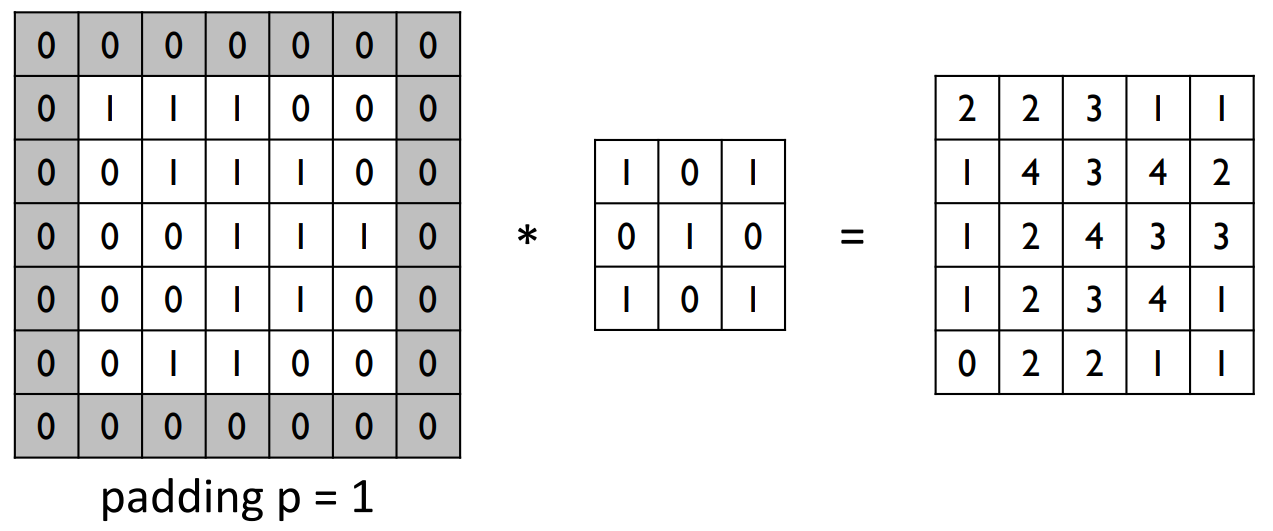 0 0 0 0 0 0 0
0 1 1 1 0 0 0
0 0 1 1 1 0 0
0 0 0 1 1 1 0
0 0 0 1 1 0 0
0 0 1 1 0 0 0
0 0 0 0 0 0 0
padding p = 1
*
1 0 1
0 1 0
1 0 1
=
2 2 3 1 1
1 4 3 4 2
1 2 4 3 3
1 2 3 4 1
0 2 2 1 1